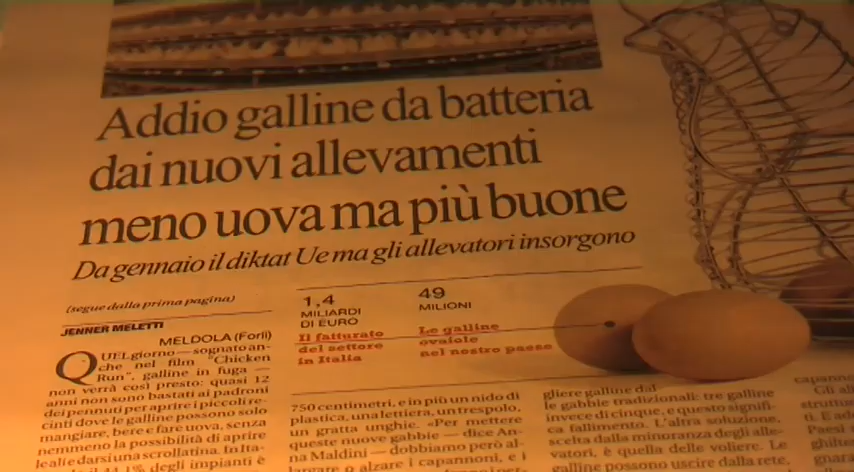 Addio galline da batteria
dai nuovi allevamenti
meno uova ma più buone
Da gennaio il diktat Ue ma gli allevatori insorgono
(segue dalla prima pagina)
JENNER MELETTI
MELDOLA (Forlì)
QUEL giorno — sognato an-
che nel film "Chicken
Run", galline in fuga —
non verrà così presto: quasi 12
anni non sono bastati ai padroni
dei pennuti per aprire i piccoli re-
cinti dove le galline possono solo
mangiare, bere e fare uova, senza
nemmeno la possibilità di aprire
le ali e darsi una scrollatina. In Ita-
degli impianti è
1,4
MILIARDI
DI EURO
Il fatturato
del settore
in Italia
49
MILIONI
Le galline
ovaiole
nel nostro paese
750 centimetri, e in più un nido di
plastica, una lettiera, un trespolo,
un gratta unghie. «Per mettere
queste nuove gabbie — dice An-
na Maldini — dobbiamo però al-
largare o alzare i capannoni, e i
gliere galline dal
le gabbie tradizionali: tre galline
invece di cinque, e questo signifi-
ca fallimento. L'altra soluzione,
scelta dalla minoranza degli alle-
vatori, è quella delle voliere. Le
galline possono uscire dalla rete,
capanno